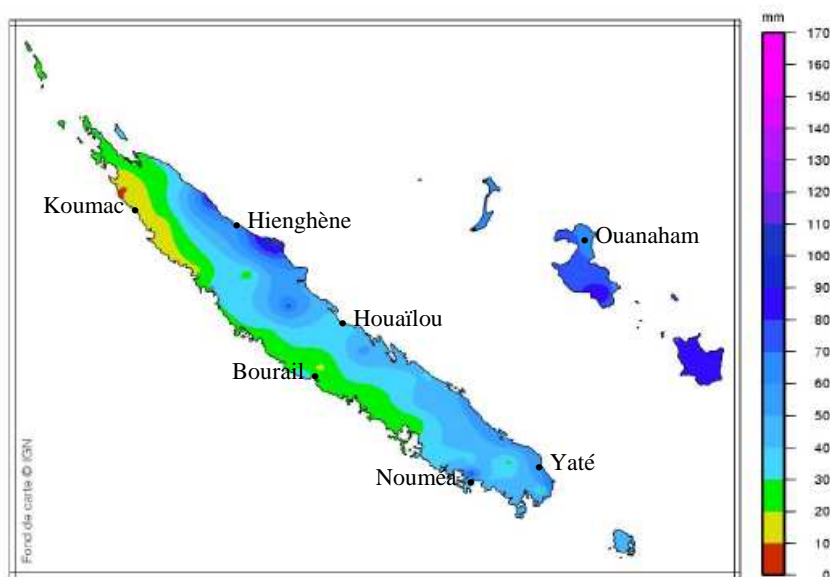 mm
170
160
150
140
130
120
110
100
90
80
70
60
50
40
30
20
10
0
Koumac
Hienghène
Ouanaham
Houaïlou
Bourail
Yaté
Nouméa
Fond de carte © IGN